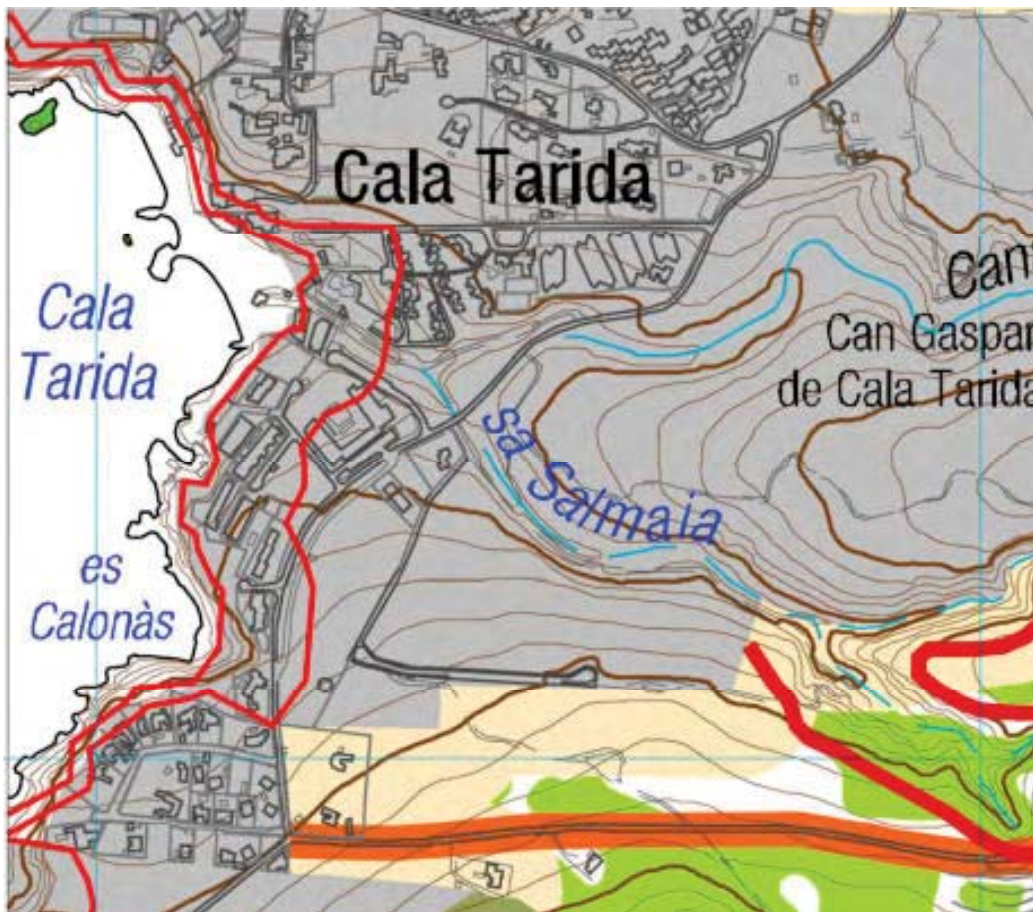 Cala Tarida
Cala
Tarida
Can
Can Gaspar
de Cala Tarida
sa Salmaia
es
Calonàs